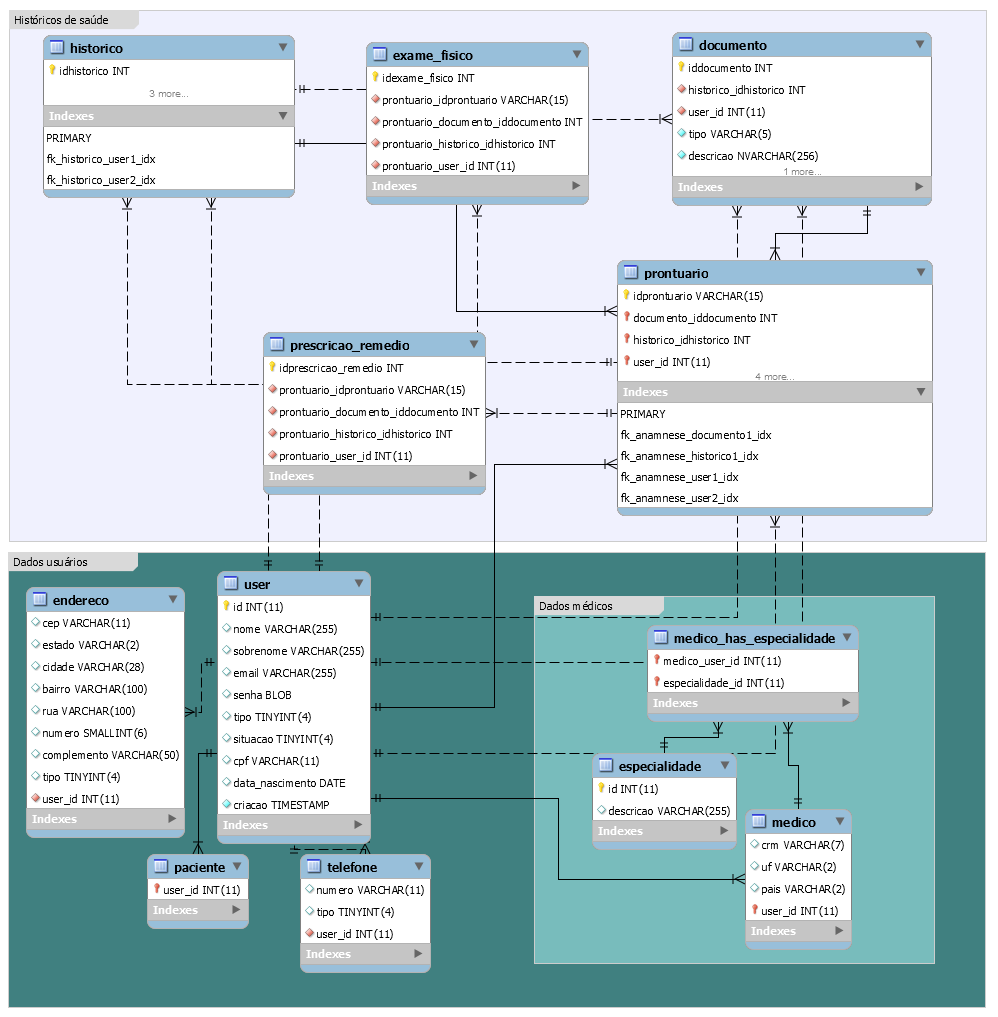 Históricos de saúde
historico
idhistorico INT
3 more...
Indexes
PRIMARY
fk_historico_user1_idx
fk_historico_user2_idx
exame_fisico
idexame_fisico INT
prontuario_idprontuario VARCHAR(15)
prontuario_documento_iddocumento INT
prontuario_historico_idhistorico INT
prontuario_user_id INT(11)
Indexes
documento
iddocumento INT
historico_idhistorico INT
user_id INT(11)
tipo VARCHAR(5)
descricao NVARCHAR(256)
1 more...
Indexes
prontuario
idprontuario VARCHAR(15)
documento_iddocumento INT
historico_idhistorico INT
user_id INT(11)
4 more...
Indexes
PRIMARY
fk_anamnese_documento1_idx
fk_anamnese_historico1_idx
fk_anamnese_user1_idx
fk_anamnese_user2_idx
prescricao_remedio
idprescricao_remedio INT
prontuario_idprontuario VARCHAR(15)
prontuario_documento_iddocumento INT
prontuario_historico_idhistorico INT
prontuario_user_id INT(11)
Indexes
Dados usuários
endereco
cep VARCHAR(11)
estado VARCHAR(2)
cidade VARCHAR(28)
bairro VARCHAR(100)
rua VARCHAR(100)
numero SMALLINT(6)
complemento VARCHAR(50)
tipo TINYINT(4)
user_id INT(11)
Indexes
user
id INT(11)
nome VARCHAR(255)
sobrenome VARCHAR(255)
email VARCHAR(255)
senha BLOB
tipo TINYINT(4)
situacao TINYINT(4)
cpf VARCHAR(11)
data_nascimento DATE
criacao TIMESTAMP
Indexes
paciente
user_id INT(11)
Indexes
telefone
numero VARCHAR(11)
tipo TINYINT(4)
user_id INT(11)
Indexes
Dados médicos
medico_has_especialidade
medico_user_id INT(11)
especialidade_id INT(11)
Indexes
especialidade
id INT(11)
descricao VARCHAR(255)
Indexes
medico
crm VARCHAR(7)
uf VARCHAR(2)
pais VARCHAR(2)
user_id INT(11)
Indexes